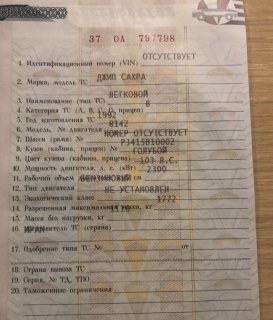 37 ОА 797798
ОТСУТСТВУЕТ
1. Идентификационный номер (VIN)
ДЖИП САХРА
2. Марка, модель ТС
ЛЕГКОВОЙ
3. Наименование (тип ТС)
B
4. Категория ТС (А, В, С, D, прицеп)
1992
5. Год изготовления ТС
8142
6. Модель, № двигателя
НОМЕР ОТСУТСТВУЕТ
7. Шасси (рама) №
PJ415B10002
8. Кузов (кабина, прицеп) №
ГОЛУБОЙ
9. Цвет кузова (кабины, прицепа)
103 Л.С.
10. Мощность двигателя, л. с. (кВт)
2300
11. Рабочий объем
БЕНЗИНОВЫЙ
12. Тип двигателя
НЕ УСТАНОВЛЕН
13. Экологический класс
1772
14. Разрешенная максимальная масса, кг
1170
15. Масса без нагрузки, кг
ИРАН
ТС (страна)
17. Одобрение типа ТС №
от
18. Страна вывоза ТС
19. Серия, № ТД, ТПО
20. Таможенные ограничения